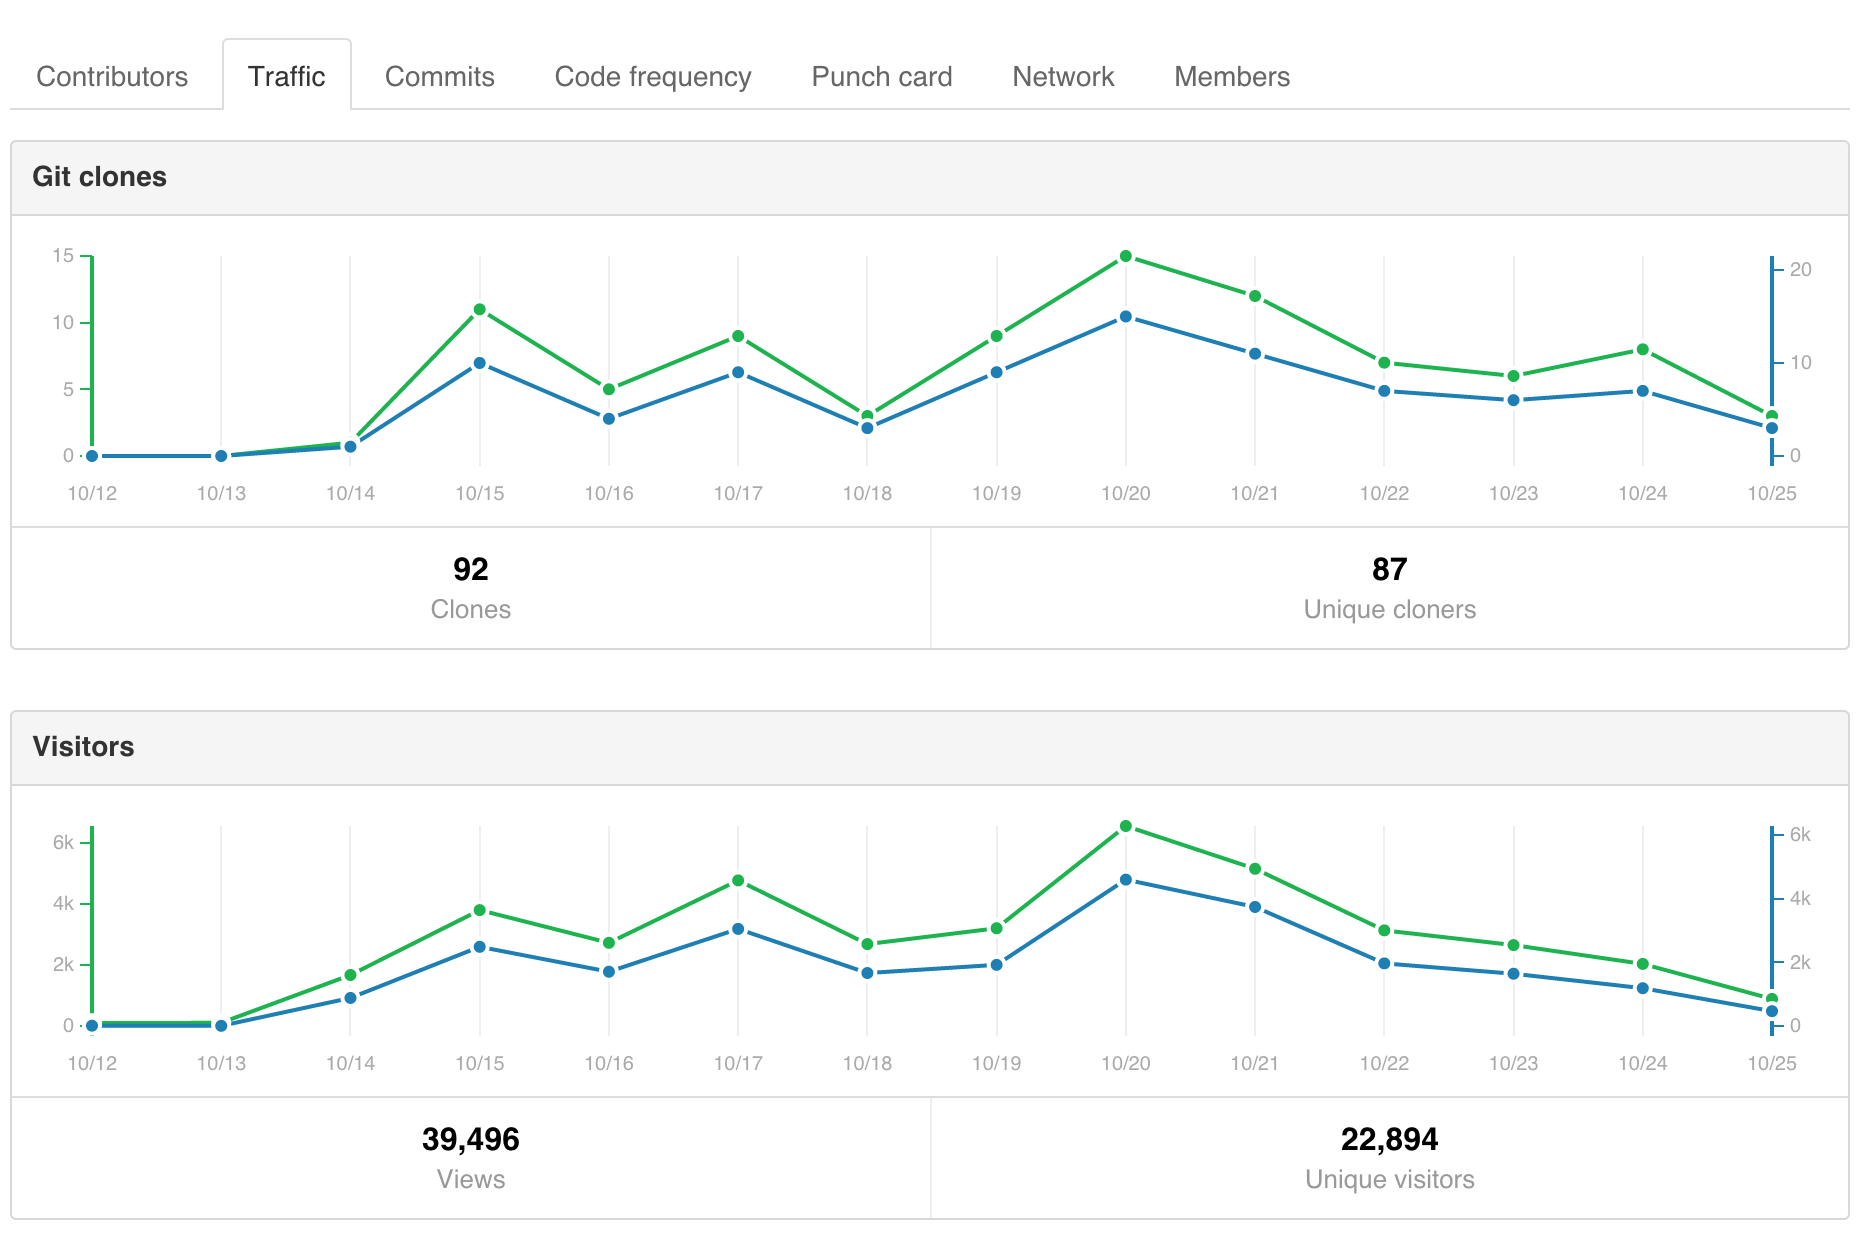 Contributors Traffic Commits Code frequency Punch card Network Members
Git clones
15
10
5
0
20
10
0
10/12 10/13 10/14 10/15 10/16 10/17 10/18 10/19 10/20 10/21 10/22 10/23 10/24 10/25
92
Clones
87
Unique cloners
Visitors
6k
4k
2k
0
6k
4k
2k
0
10/12 10/13 10/14 10/15 10/16 10/17 10/18 10/19 10/20 10/21 10/22 10/23 10/24 10/25
39,496
Views
22,894
Unique visitors